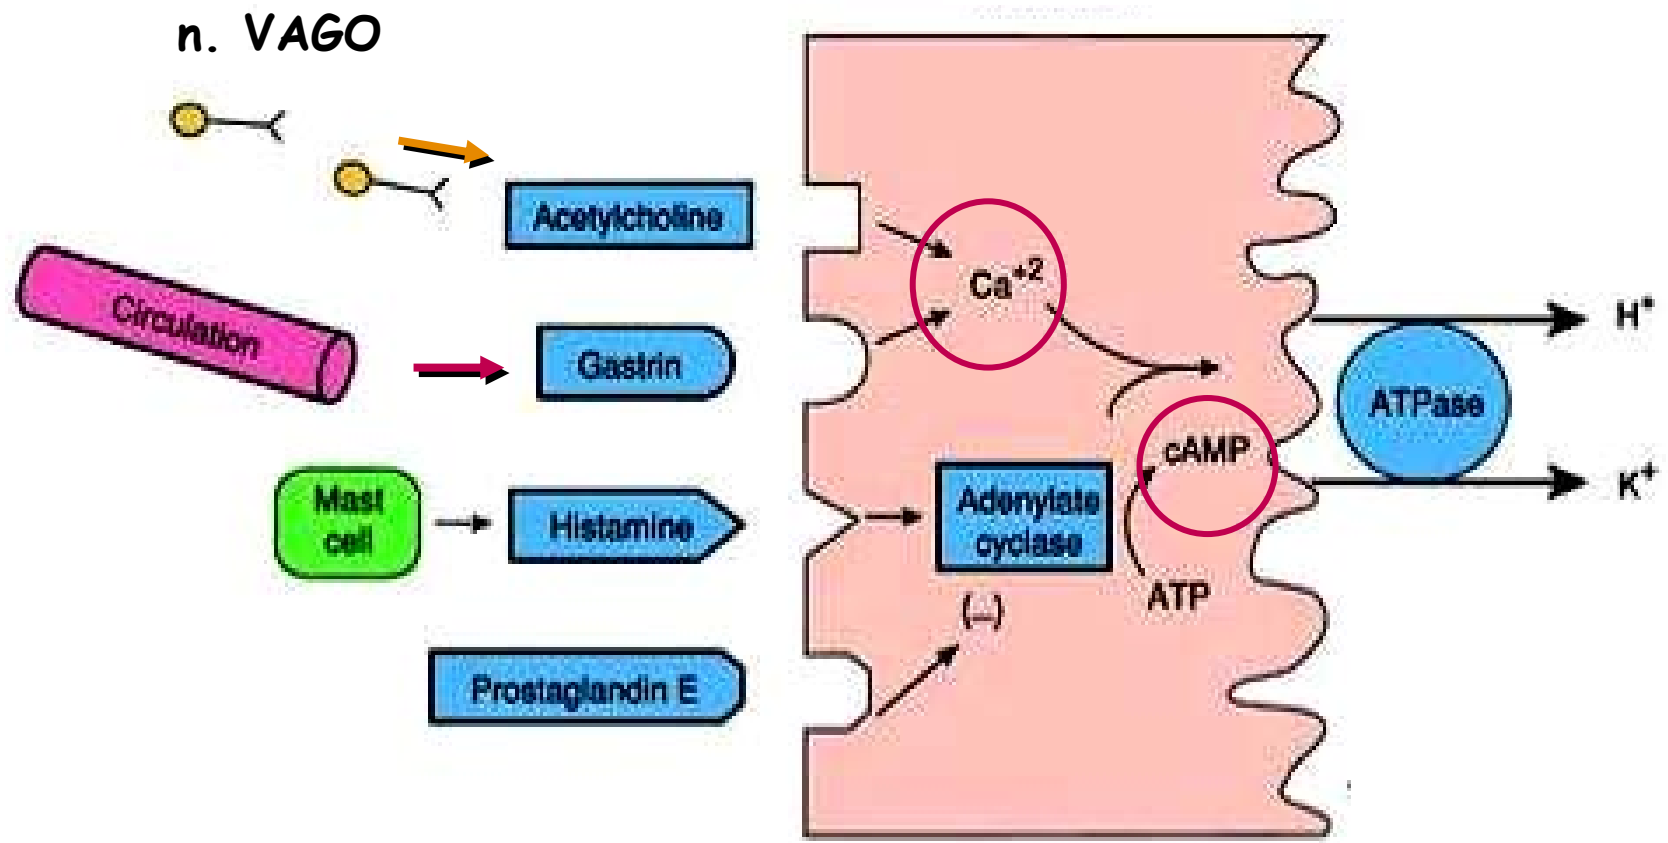 n. VAGO
Acetylcholine
Circulation
Gastrin
Mast
cell
Histamine
Prostaglandin E
Ca+2
cAMP
Adenylate
cyclase
ATP
(–)
H+
ATPase
K+